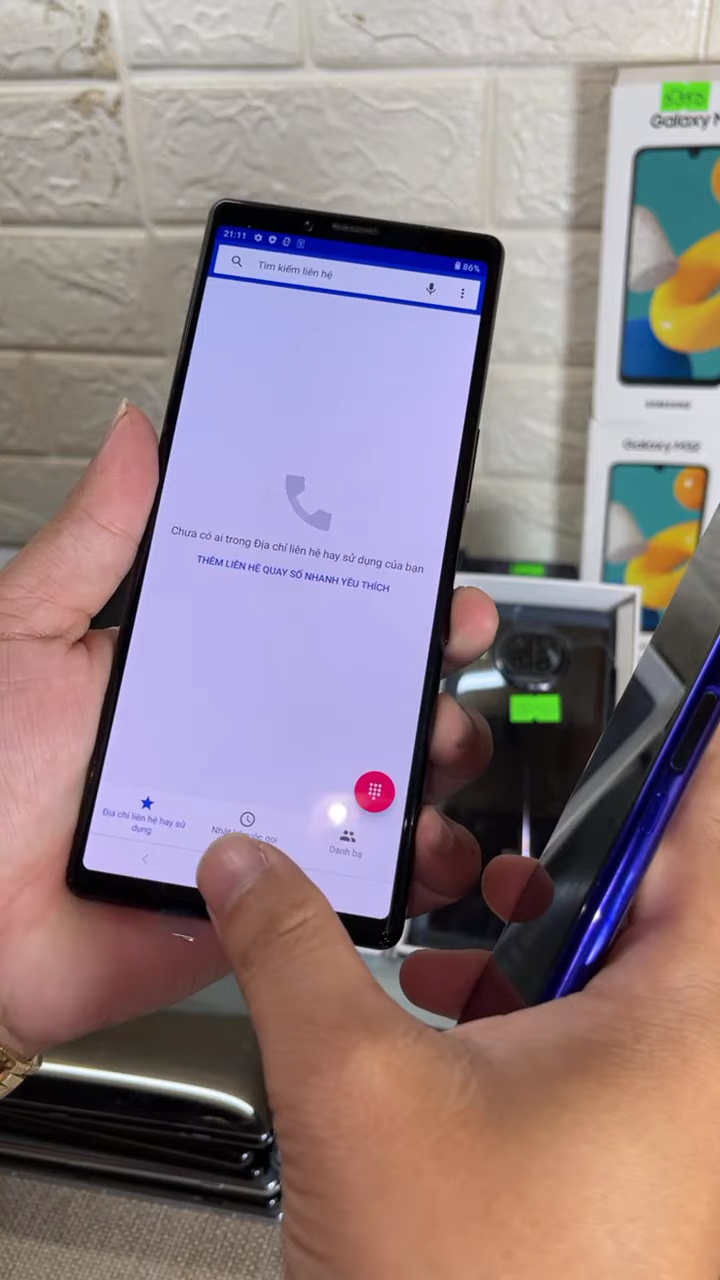 21:11
86%
Tìm kiếm liên hệ
Chưa có ai trong Địa chỉ liên hệ hay sử dụng của bạn
THÊM LIÊN HỆ QUAY SỐ NHANH YÊU THÍCH
Địa chỉ liên hệ hay sử
dụng
Danh bạ
Galaxy
SAMSUNG
Galaxy